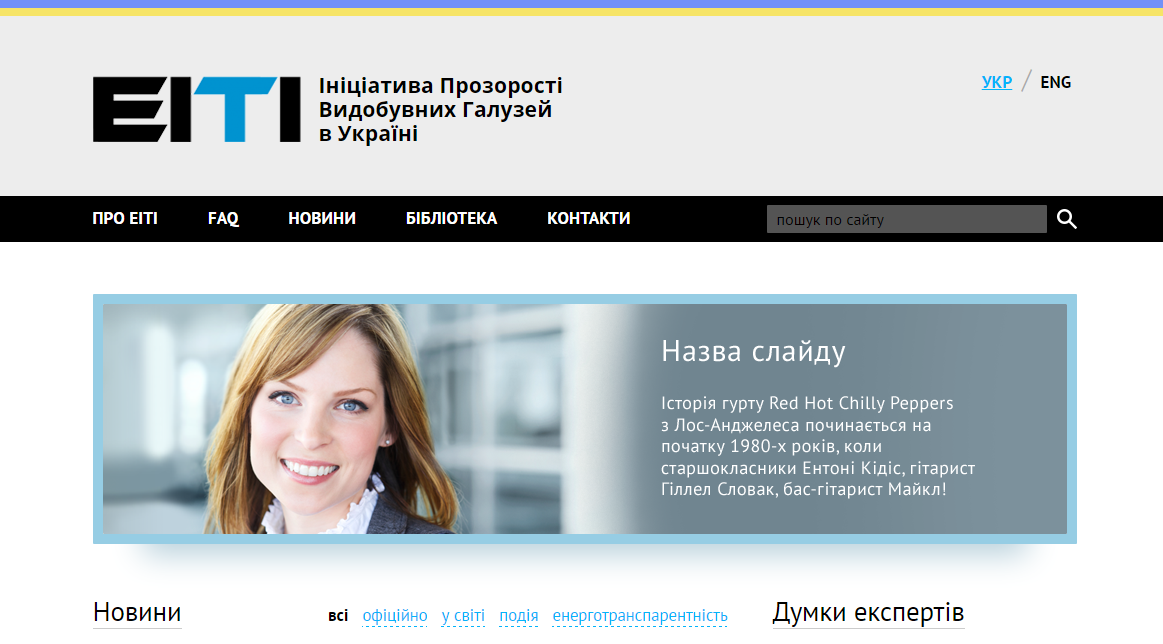 EITI
Ініціатива Прозорості
Видобувних Галузей
в Україні
УКР / ENG
ПРО ЕІТІ FAQ НОВИНИ БІБЛІОТЕКА КОНТАКТИ пошук по сайту
Назва слайду
Історія гурту Red Hot Chilly Peppers
з Лос-Анджелеса починається на
початку 1980-х років, коли
старшокласники Ентоні Кідіс, гітарист
Гіллел Словак, бас-гітарист Майкл!
Новини
всі офіційно у світі подія енерготранспарентність
Думки експертів